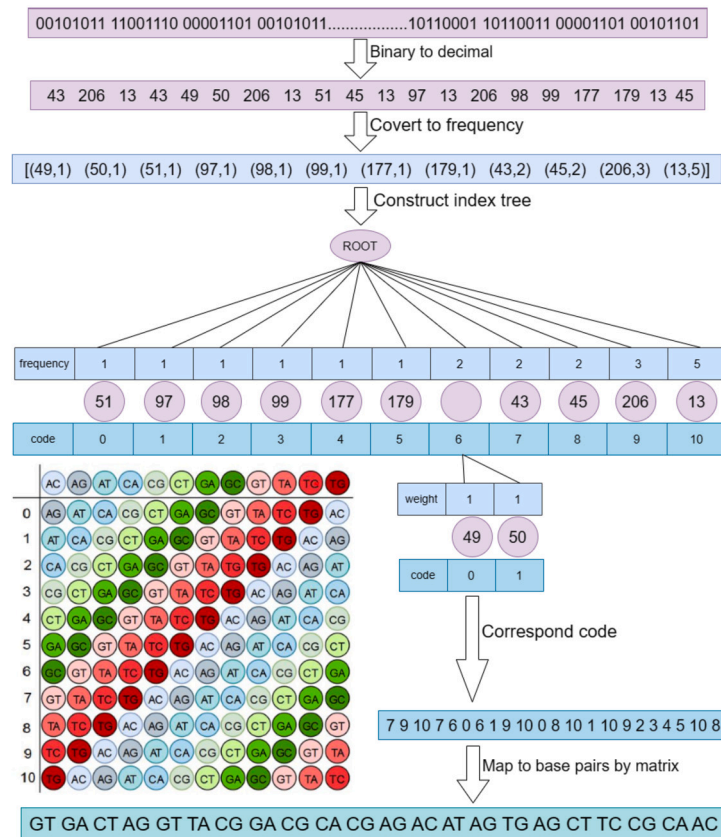 00101011 11001110 00001101 00101011..................10110001 10110011 00001101 00101101
Binary to decimal
43 206 13 43 49 50 206 13 51 45 13 97 13 206 98 99 177 179 13 45
Covert to frequency
[(49,1) (50,1) (51,1) (97,1) (98,1) (99,1) (177,1) (179,1) (43,2) (45,2) (206,3) (13,5)]
Construct index tree
ROOT
frequency 1 1 1 1 1 1 2 2 2 3 5
51 97 98 99 177 179 43 45 206 13
code 0 1 2 3 4 5 6 7 8 9 10
AC AG AT CA CG CT GA GC GT TA TG TG
0 AG AT CA CG CT GA GC GT TA TC TG AC
1 AT CA CG CT GA GC GT TA TC TG AC AG
2 CA CG CT GA GC GT TA TG TG AC AG AT
3 CG CT GA GC GT TA TC TG AC AG AT CA
4 CT GA GC GT TA TC TG AC AG AT CA CG
5 GA GC GT TA TC TG AC AG AT CA CG CT
6 GC GT TA TC TG AC AG AT CA CG CT GA
7 GT TA TC TG AC AG AT CA CG CT GA GC
8 TA TC TG AC AG AT CA CG CT GA GC GT
9 TC TG AC AG AT CA CG CT GA GC GT TA
10 TG AC AG AT CA CG CT GA GC GT TA TC
weight 1 1
49 50
code 0 1
Correspond code
7 9 10 7 6 0 6 1 9 10 0 8 10 1 10 9 2 3 4 5 10 8
Map to base pairs by matrix
GT GA CT AG GT TA CG GA CG CA CG AG AC AT AG TG AG CT TC CG CA AC